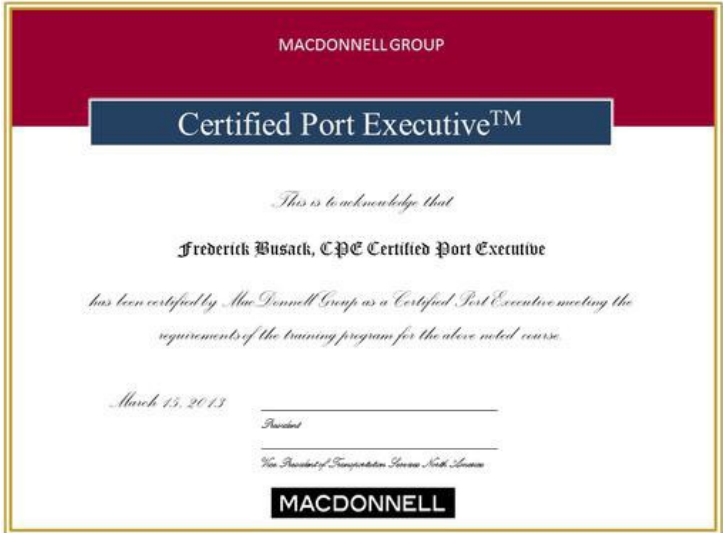 MACDONNELL GROUP
Certified Port Executive™
This is to acknowledge that
Frederick Busack, CPE Certified Port Executive
has been certified by MacDonnell Group as a Certified Port Executive meeting the
requirements of the training program for the above noted course.
March 15, 2013
President
Vice President of Transportation Services North America
MACDONNELL